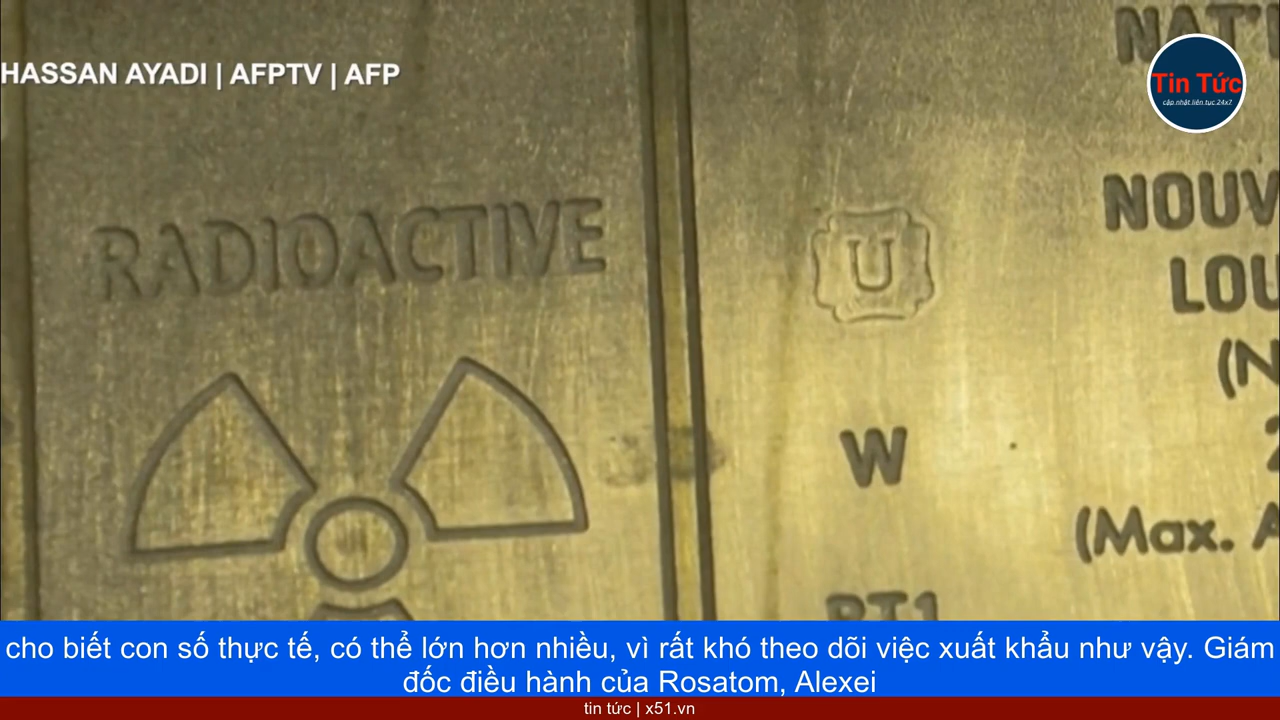 HASSAN AYADI | AFPTV | AFP
NAT'
Tin Tức
cập nhật liên tục 24x7
RADIOACTIVE
NOUV
U
LOU
(N
W
(Max. A
cho biết con số thực tế, có thể lớn hơn nhiều, vì rất khó theo dõi việc xuất khẩu như vậy. Giám
đốc điều hành của Rosatom, Alexei
tin tức | x51.vn